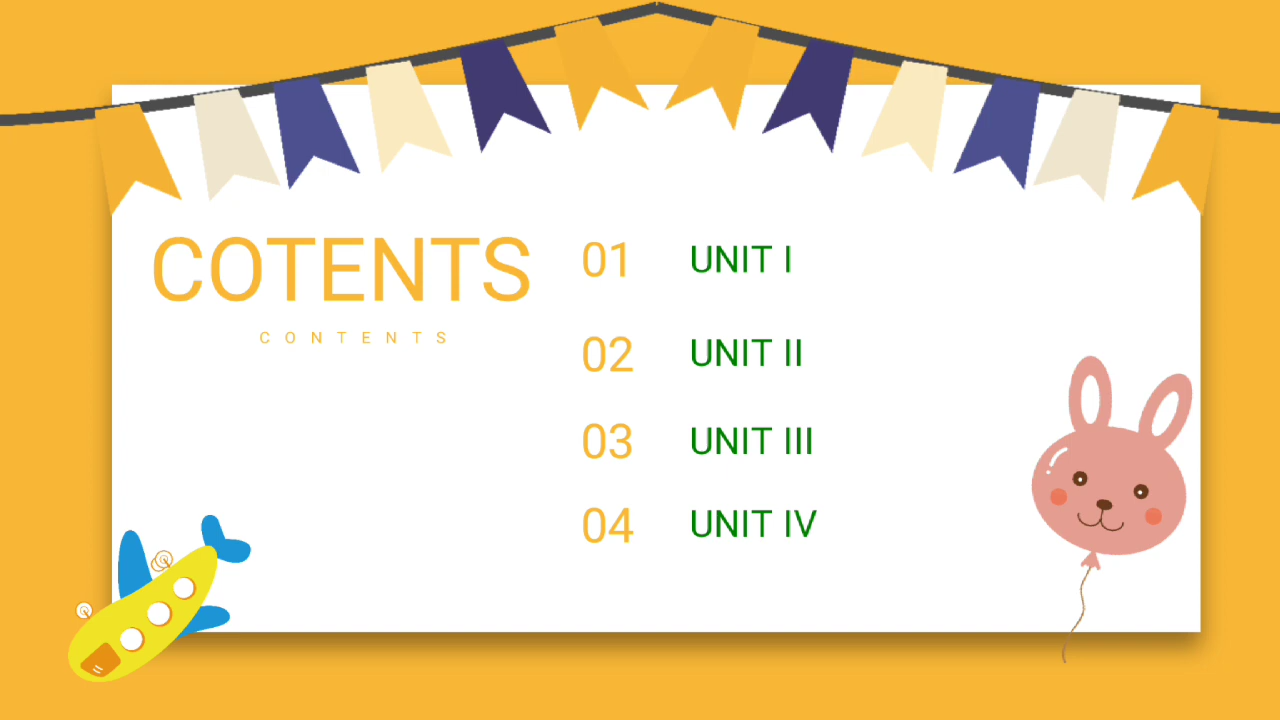 COTENTS
CONTENTS
01 UNIT I
02 UNIT II
03 UNIT III
04 UNIT IV